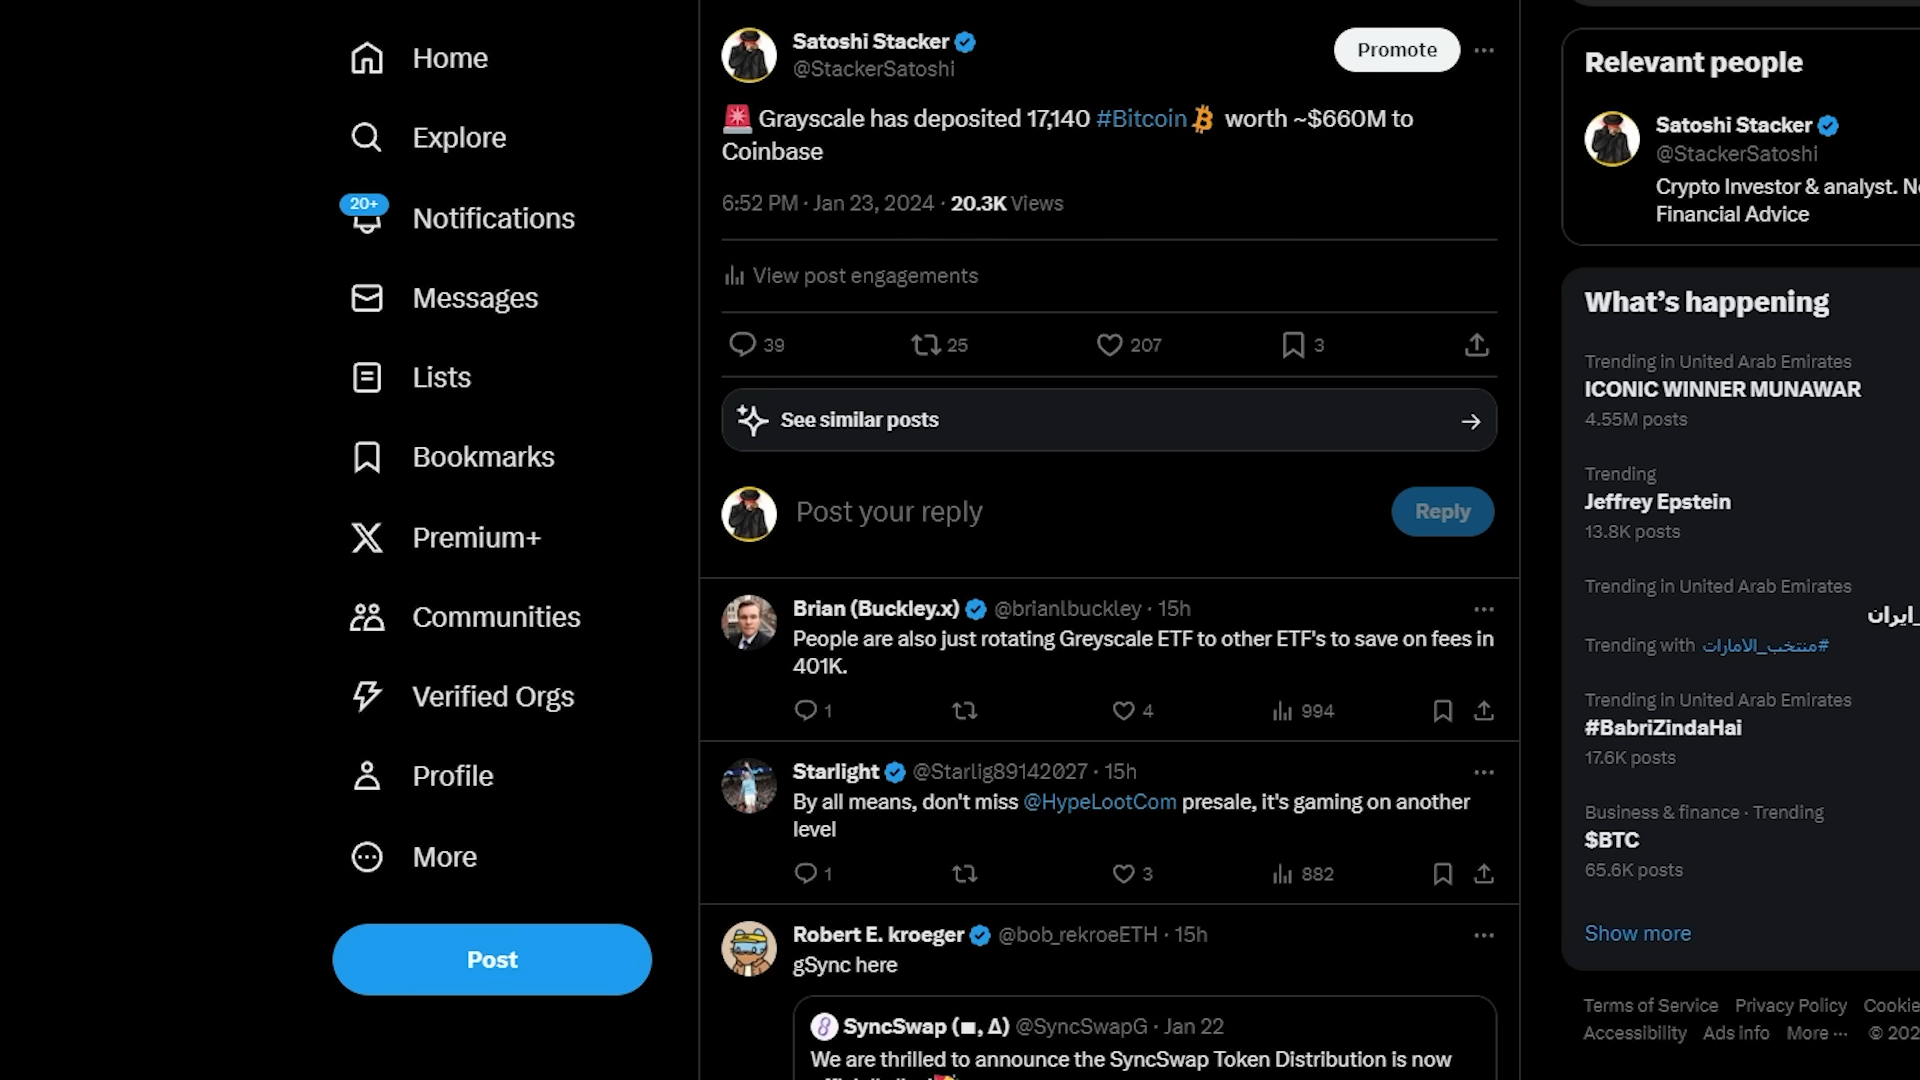 Home
Explore
20+
Notifications
Messages
Lists
Bookmarks
Premium+
Communities
Verified Orgs
Profile
More
Post
Satoshi Stacker
@StackerSatoshi
Promote
🚨 Grayscale has deposited 17,140 #Bitcoin worth ~$660M to
Coinbase
6:52 PM · Jan 23, 2024 · 20.3K Views
View post engagements
39 25 207 3
See similar posts
Post your reply
Reply
Brian (Buckley.x) @brianlbuckley · 15h
People are also just rotating Greyscale ETF to other ETF's to save on fees in
401K.
1 4 994
Starlight @Starlig89142027 · 15h
By all means, don't miss @HypeLootCom presale, it's gaming on another
level
1 3 882
Robert E. kroeger @bob_rekroeETH · 15h
gSync here
SyncSwap (■, ∆) @SyncSwapG · Jan 22
We are thrilled to announce the SyncSwap Token Distribution is now
Relevant people
Satoshi Stacker
@StackerSatoshi
Crypto Investor & analyst.
Financial Advice
What's happening
Trending in United Arab Emirates
ICONIC WINNER MUNAWAR
4.55M posts
Trending
Jeffrey Epstein
13.8K posts
Trending in United Arab Emirates
_ايران
Trending with #منتخب_الامارات
Trending in United Arab Emirates
#BabriZindaHai
17.6K posts
Business & finance · Trending
$BTC
65.6K posts
Show more
Terms of Service Privacy Policy Cookie
Accessibility Ads info More ··· ©